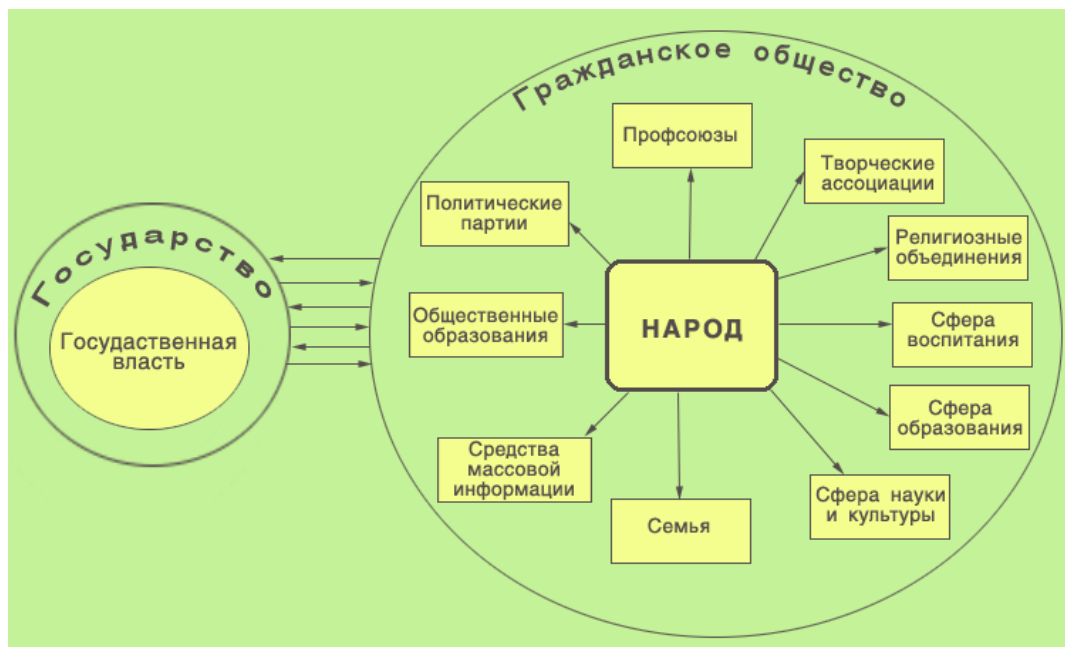 Гражданское общество
Профсоюзы
Творческие
ассоциации
Политические
партии
Религиозные
объединения
Государство
Госудаственная
власть
Общественные
образования
НАРОД
Сфера
воспитания
Сфера
образования
Средства
массовой
информации
Семья
Сфера науки
и культуры